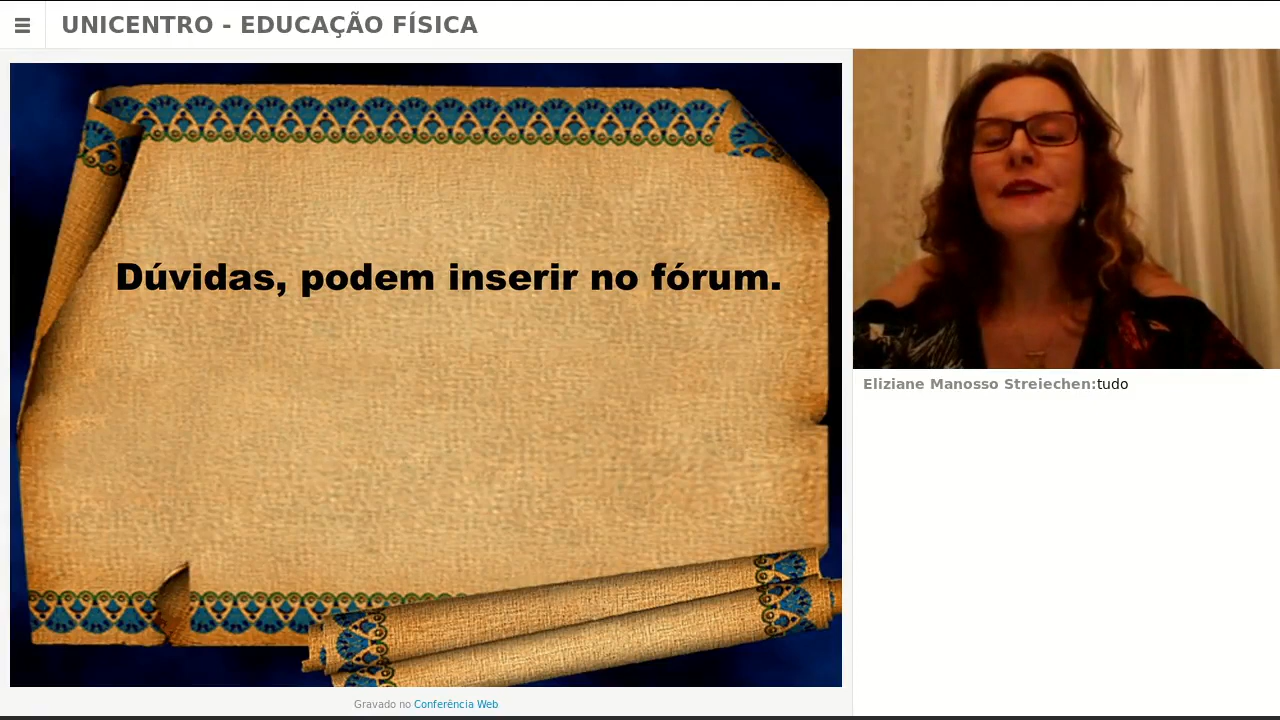 UNICENTRO - EDUCAÇÃO FÍSICA
Dúvidas, podem inserir no fórum.
Eliziane Manosso Streiechen:tudo
Gravado no Conferência Web